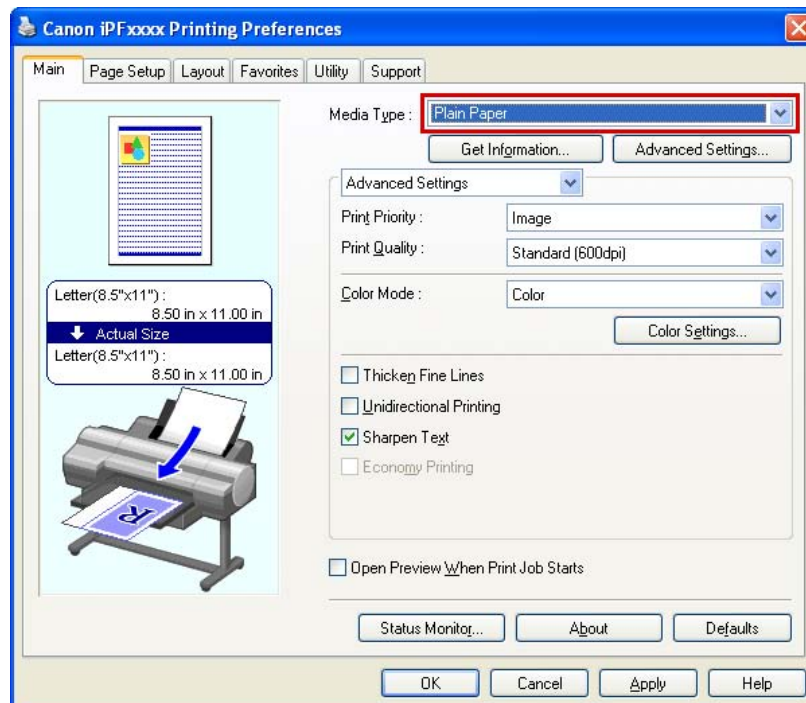 Canon iPFxxxx Printing Preferences
Main Page Setup Layout Favorites Utility Support
Media Type : Plain Paper
Get Information... Advanced Settings...
Advanced Settings
Print Priority : Image
Print Quality : Standard (600dpi)
Color Mode : Color
Color Settings...
Letter(8.5"x11") :
8.50 in x 11.00 in
Actual Size
Letter(8.5"x11") :
8.50 in x 11.00 in
R
Thicken Fine Lines
Unidirectional Printing
Sharpen Text
Economy Printing
Open Preview When Print Job Starts
Status Monitor... About Defaults
OK Cancel Apply Help